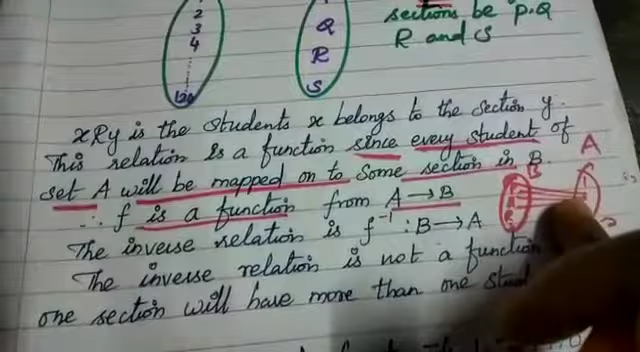 sections be P.Q
R and S
2
3
4
120
Q
R
S
xRy is the students x belongs to the section y.
This relation is a function since every student of
set A will be mapped on to some section in B.
∴ f is a function from A → B
The inverse relation is f⁻¹ : B → A
The inverse relation is not a function
one section will have more than one stud
B
A